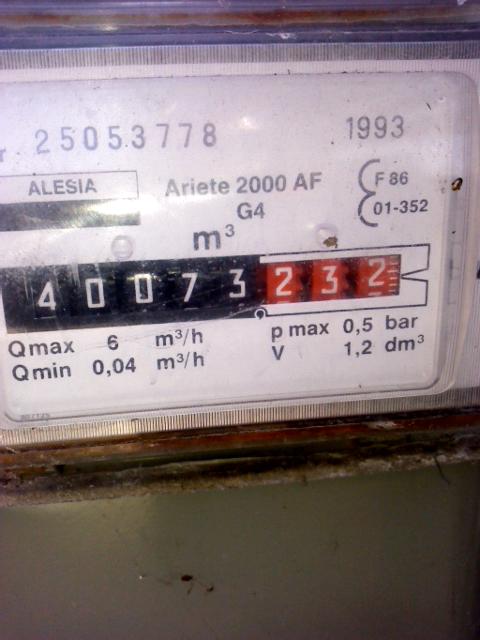 r 25053778 1993
ALESIA
Ariete 2000 AF
G4
F 86
01-352
m³
40073232
Qmax 6 m³/h
Qmin 0,04 m³/h
p max 0,5 bar
V 1,2 dm³